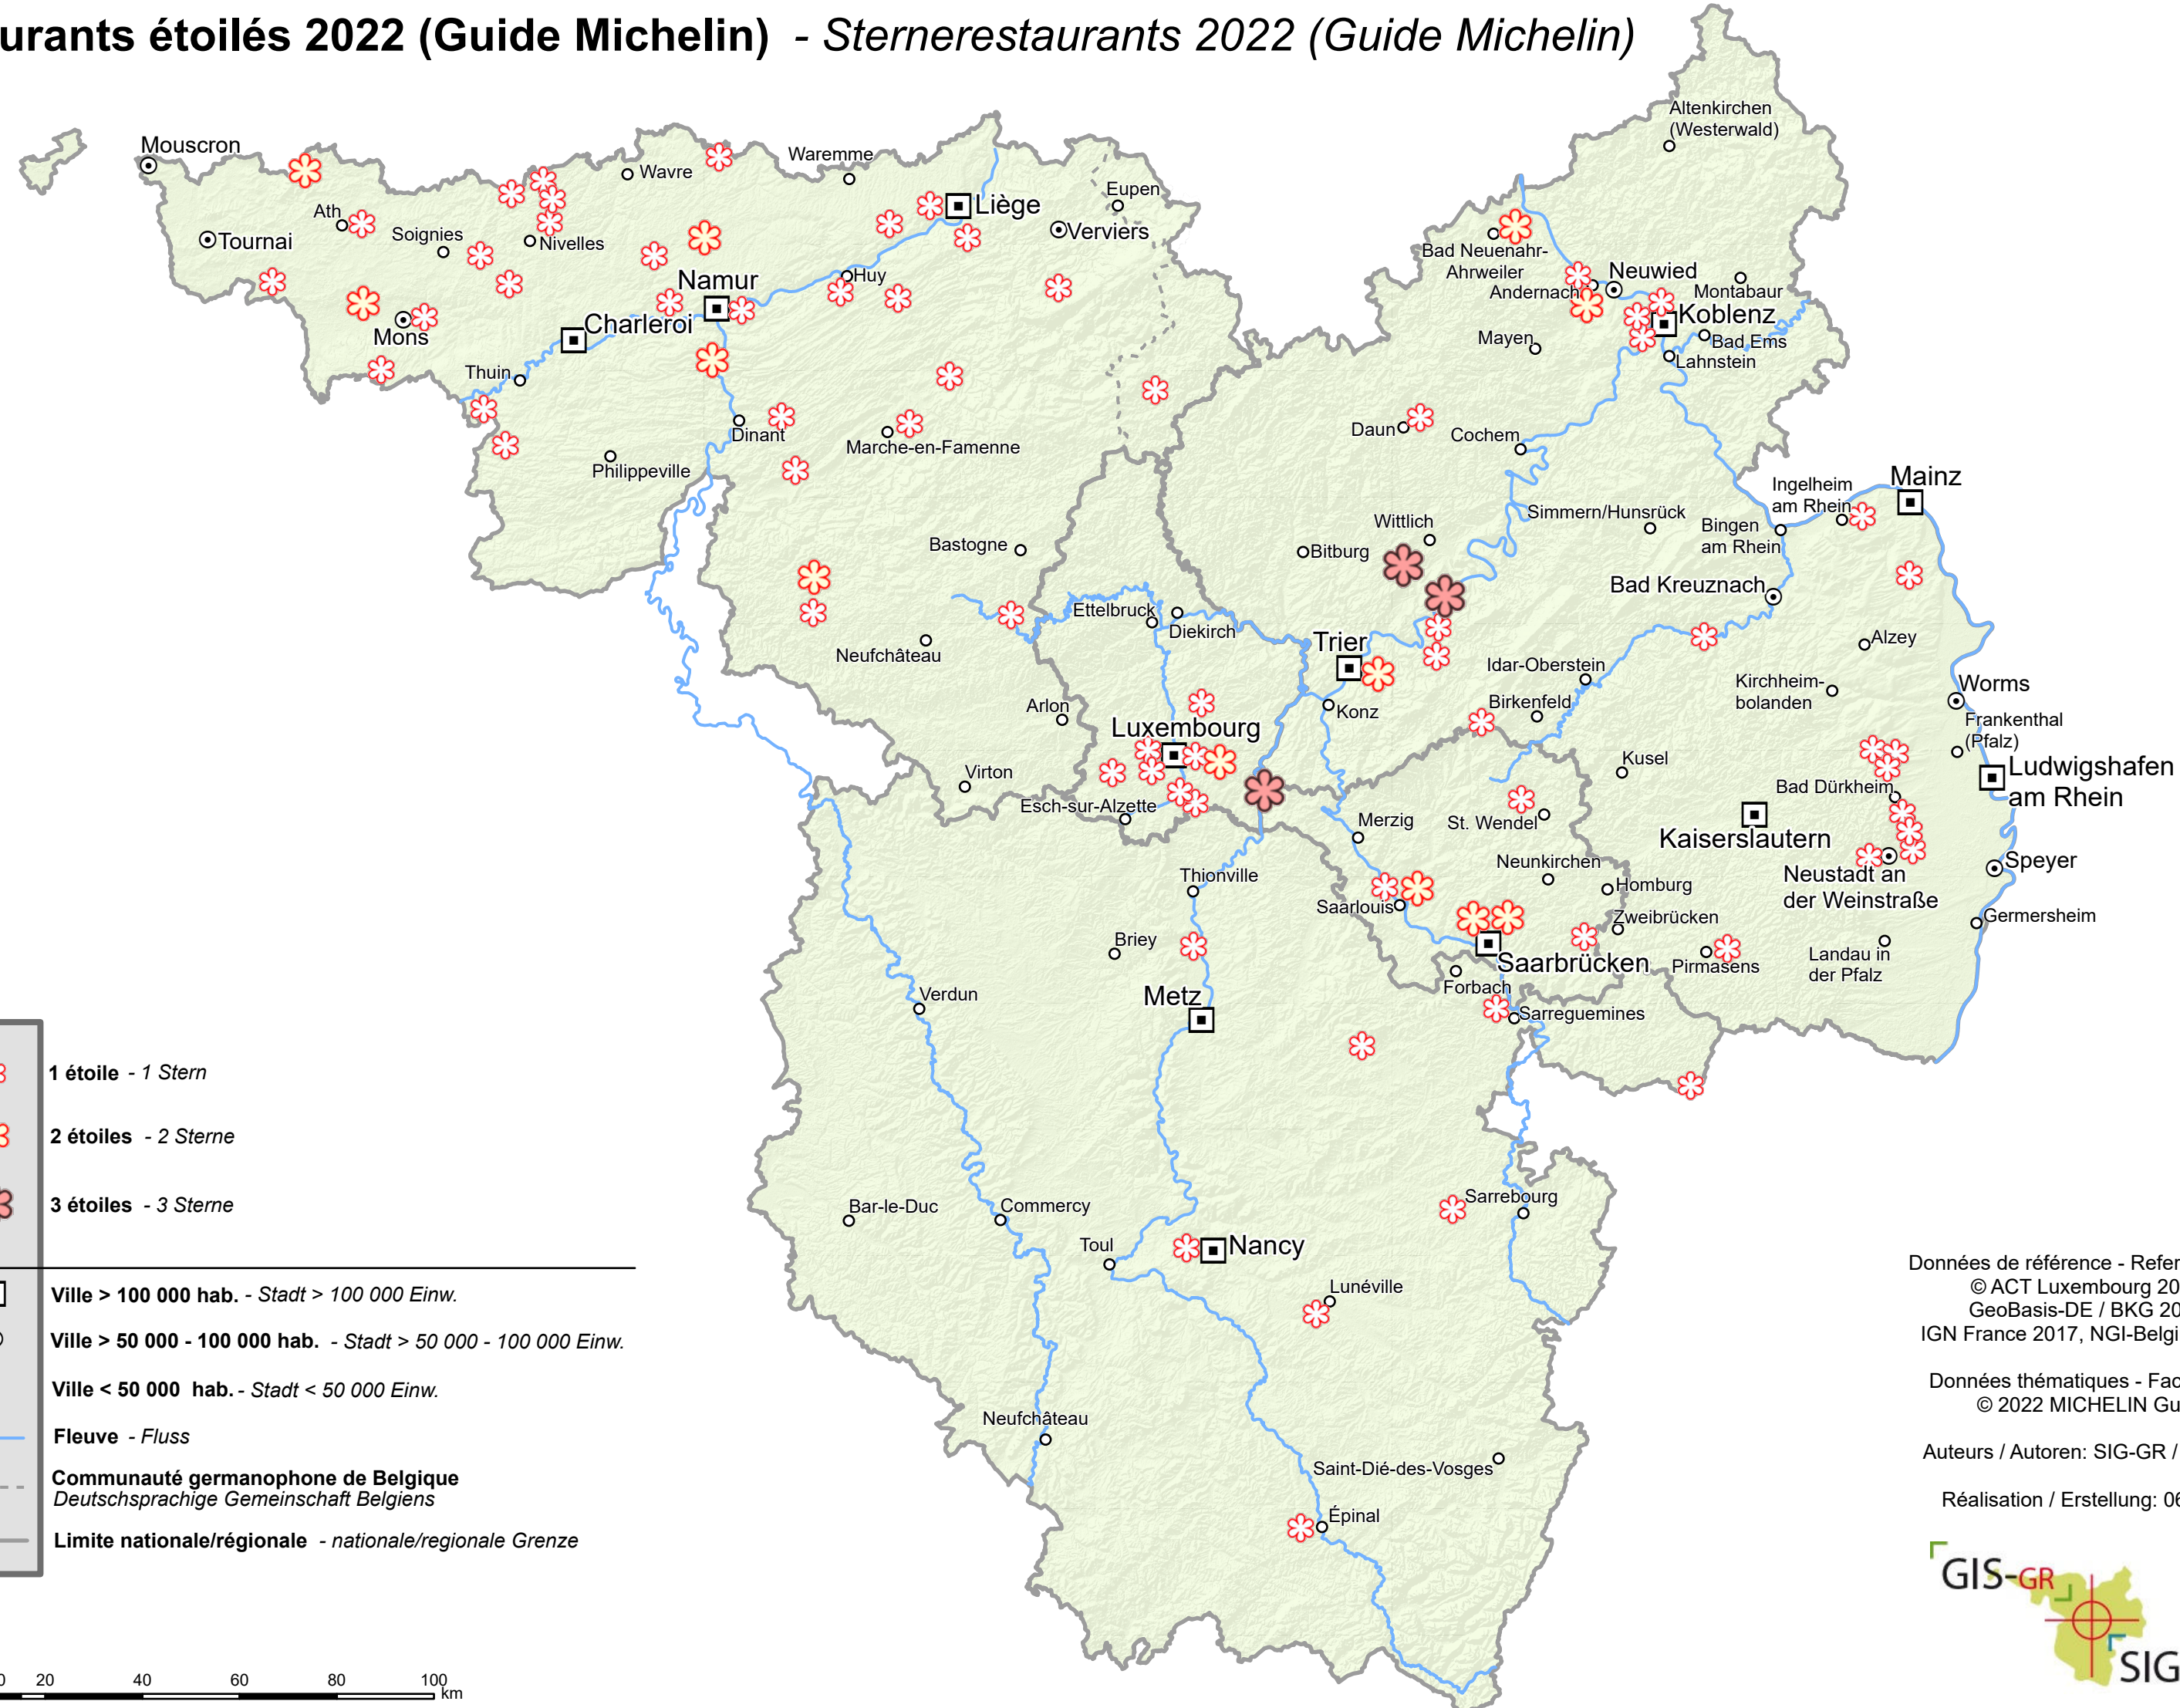 étoilés 2022 (Guide Michelin) - Sternerestaurants 2022 (Guide Michelin)
Altenkirchen
(Westerwald)
Mouscron
Waremme
Wavre
Eupen
Ath
Liège
Tournai
Soignies
Nivelles
Verviers
Bad Neuenahr-
Ahrweiler
Neuwied
Andernach
Montabaur
Huy
Namur
Koblenz
Charleroi
Mons
Mayen
Bad Ems
Lahnstein
Thuin
Daun
Cochem
Dinant
Marche-en-Famenne
Philippeville
Ingelheim
am Rhein
Mainz
Simmern/Hunsrück
Wittlich
Bingen
am Rhein
Bastogne
Bitburg
Bad Kreuznach
Ettelbruck
Diekirch
Neufchâteau
Trier
Alzey
Idar-Oberstein
Kirchheim-
bolanden
Worms
Arlon
Konz
Birkenfeld
Frankenthal
(Pfalz)
Luxembourg
Kusel
Ludwigshafen
am Rhein
Virton
Bad Dürkheim
Esch-sur-Alzette
Merzig
St. Wendel
Kaiserslautern
Neunkirchen
Speyer
Thionville
Homburg
Neustadt an
der Weinstraße
Saarlouis
Zweibrücken
Germersheim
Briey
Saarbrücken
Pirmasens
Landau in
der Pfalz
Forbach
Metz
Verdun
Sarreguemines
1 étoile - 1 Stern
2 étoiles - 2 Sterne
3 étoiles - 3 Sterne
Bar-le-Duc
Commercy
Sarrebourg
Toul
Nancy
Lunéville
Ville > 100 000 hab. - Stadt > 100 000 Einw.
Ville > 50 000 - 100 000 hab. - Stadt > 50 000 - 100 000 Einw.
Ville < 50 000 hab. - Stadt < 50 000 Einw.
Fleuve - Fluss
Communauté germanophone de Belgique
Deutschsprachige Gemeinschaft Belgiens
Limite nationale/régionale - nationale/regionale Grenze
Neufchâteau
Saint-Dié-des-Vosges
Épinal
Données de référence -
© ACT Luxembourg
GeoBasis-DE / BKG
IGN France 2017,
Données thématiques -
© 2022 MICHELIN
Auteurs / Autoren: SIG-GR /
Réalisation / Erstellung:
GIS-GR
SIG
20 40 60 80 100
km